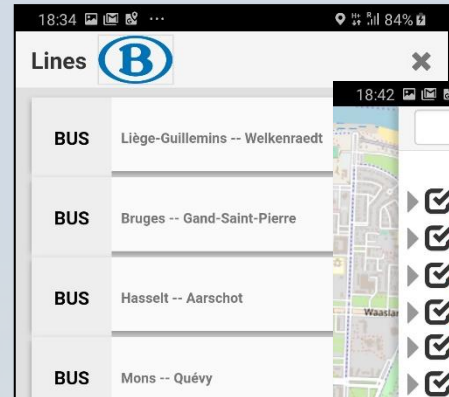 18:34 ... 84%
Lines B
BUS Liège-Guillemins -- Welkenraedt
18:42
BUS Bruges -- Gand-Saint-Pierre
BUS Hasselt -- Aarschot
BUS Mons -- Quévy